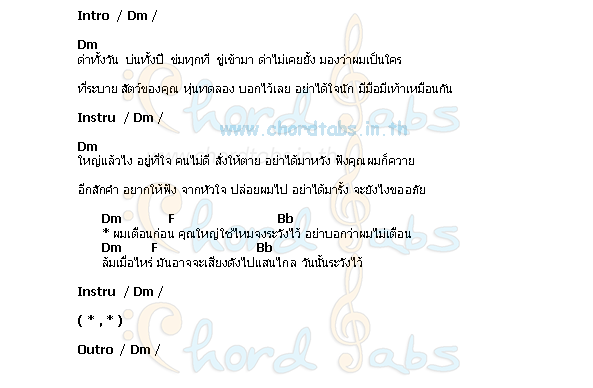 Intro / Dm /
Dm
ด่าทั้งวัน บ่นทั้งปี ข่มทุกที ขู่เข้ามา ด่าไม่เคยยั้ง มองว่าผมเป็นใคร
ที่ระบาย สัตว์ของคุณ หุ่นทดลอง บอกไว้เลย อย่าได้ใจนัก มีมือมีเท้าเหมือนกัน
Instru / Dm /
www.chordtabs.in.th
Dm
ใหญ่แล้วไง อยู่ที่ใจ คนไม่ดี สั่งให้ตาย อย่าได้มาหวัง ฟังคุณผมก็ควาย
อีกสักคำ อยากให้ฟัง จากหัวใจ ปล่อยผมไป อย่าได้มารั้ง จะยังไงขออภัย
Dm F Bb
* ผมเตือนก่อน คุณใหญ่ใช่ไหมจงระวังไว้ อย่าบอกว่าผมไม่เตือน
Dm F Bb
ล้มเมื่อไหร่ มันอาจจะเสียงดังไปแสนไกล วันนั้นระวังไว้
Instru / Dm /
( * , * )
Outro / Dm /
Chord Tabs